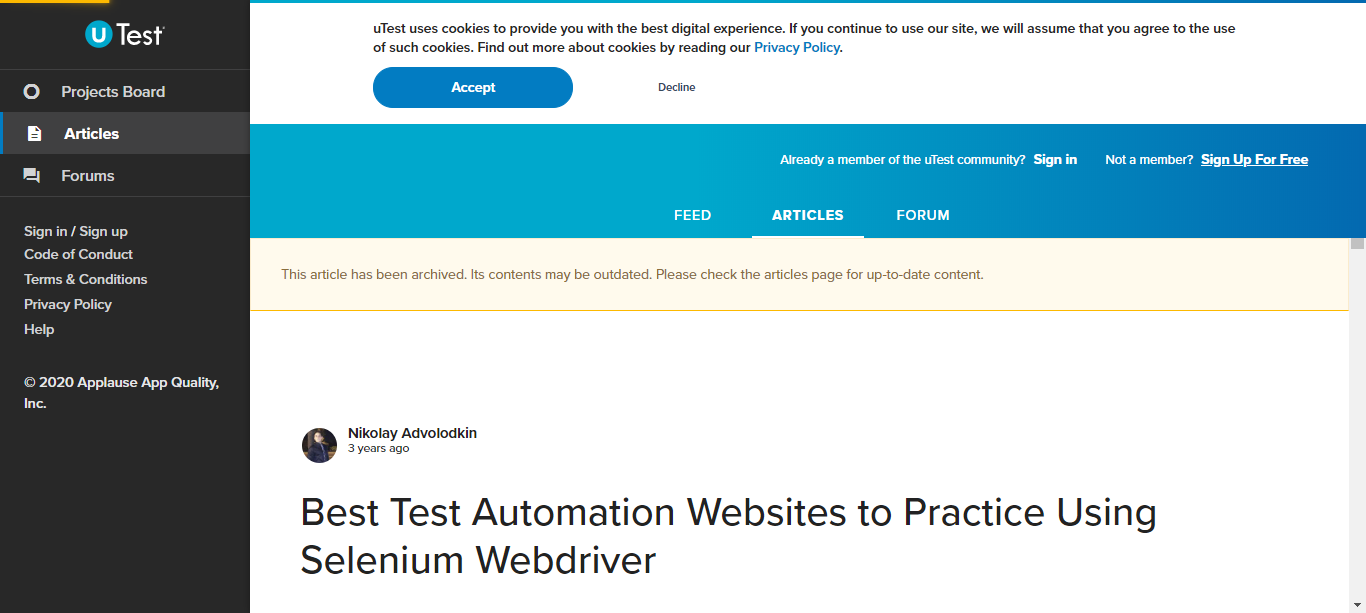 uTest
Projects Board
Articles
Forums
Sign in / Sign up
Code of Conduct
Terms & Conditions
Privacy Policy
Help
© 2020 Applause App Quality,
Inc.
uTest uses cookies to provide you with the best digital experience. If you continue to use our site, we will assume that you agree to the use
of such cookies. Find out more about cookies by reading our Privacy Policy.
Accept
Decline
Already a member of the uTest community? Sign in Not a member? Sign Up For Free
FEED ARTICLES FORUM
This article has been archived. Its contents may be outdated. Please check the articles page for up-to-date content.
Nikolay Advolodkin
3 years ago
Best Test Automation Websites to Practice Using
Selenium Webdriver